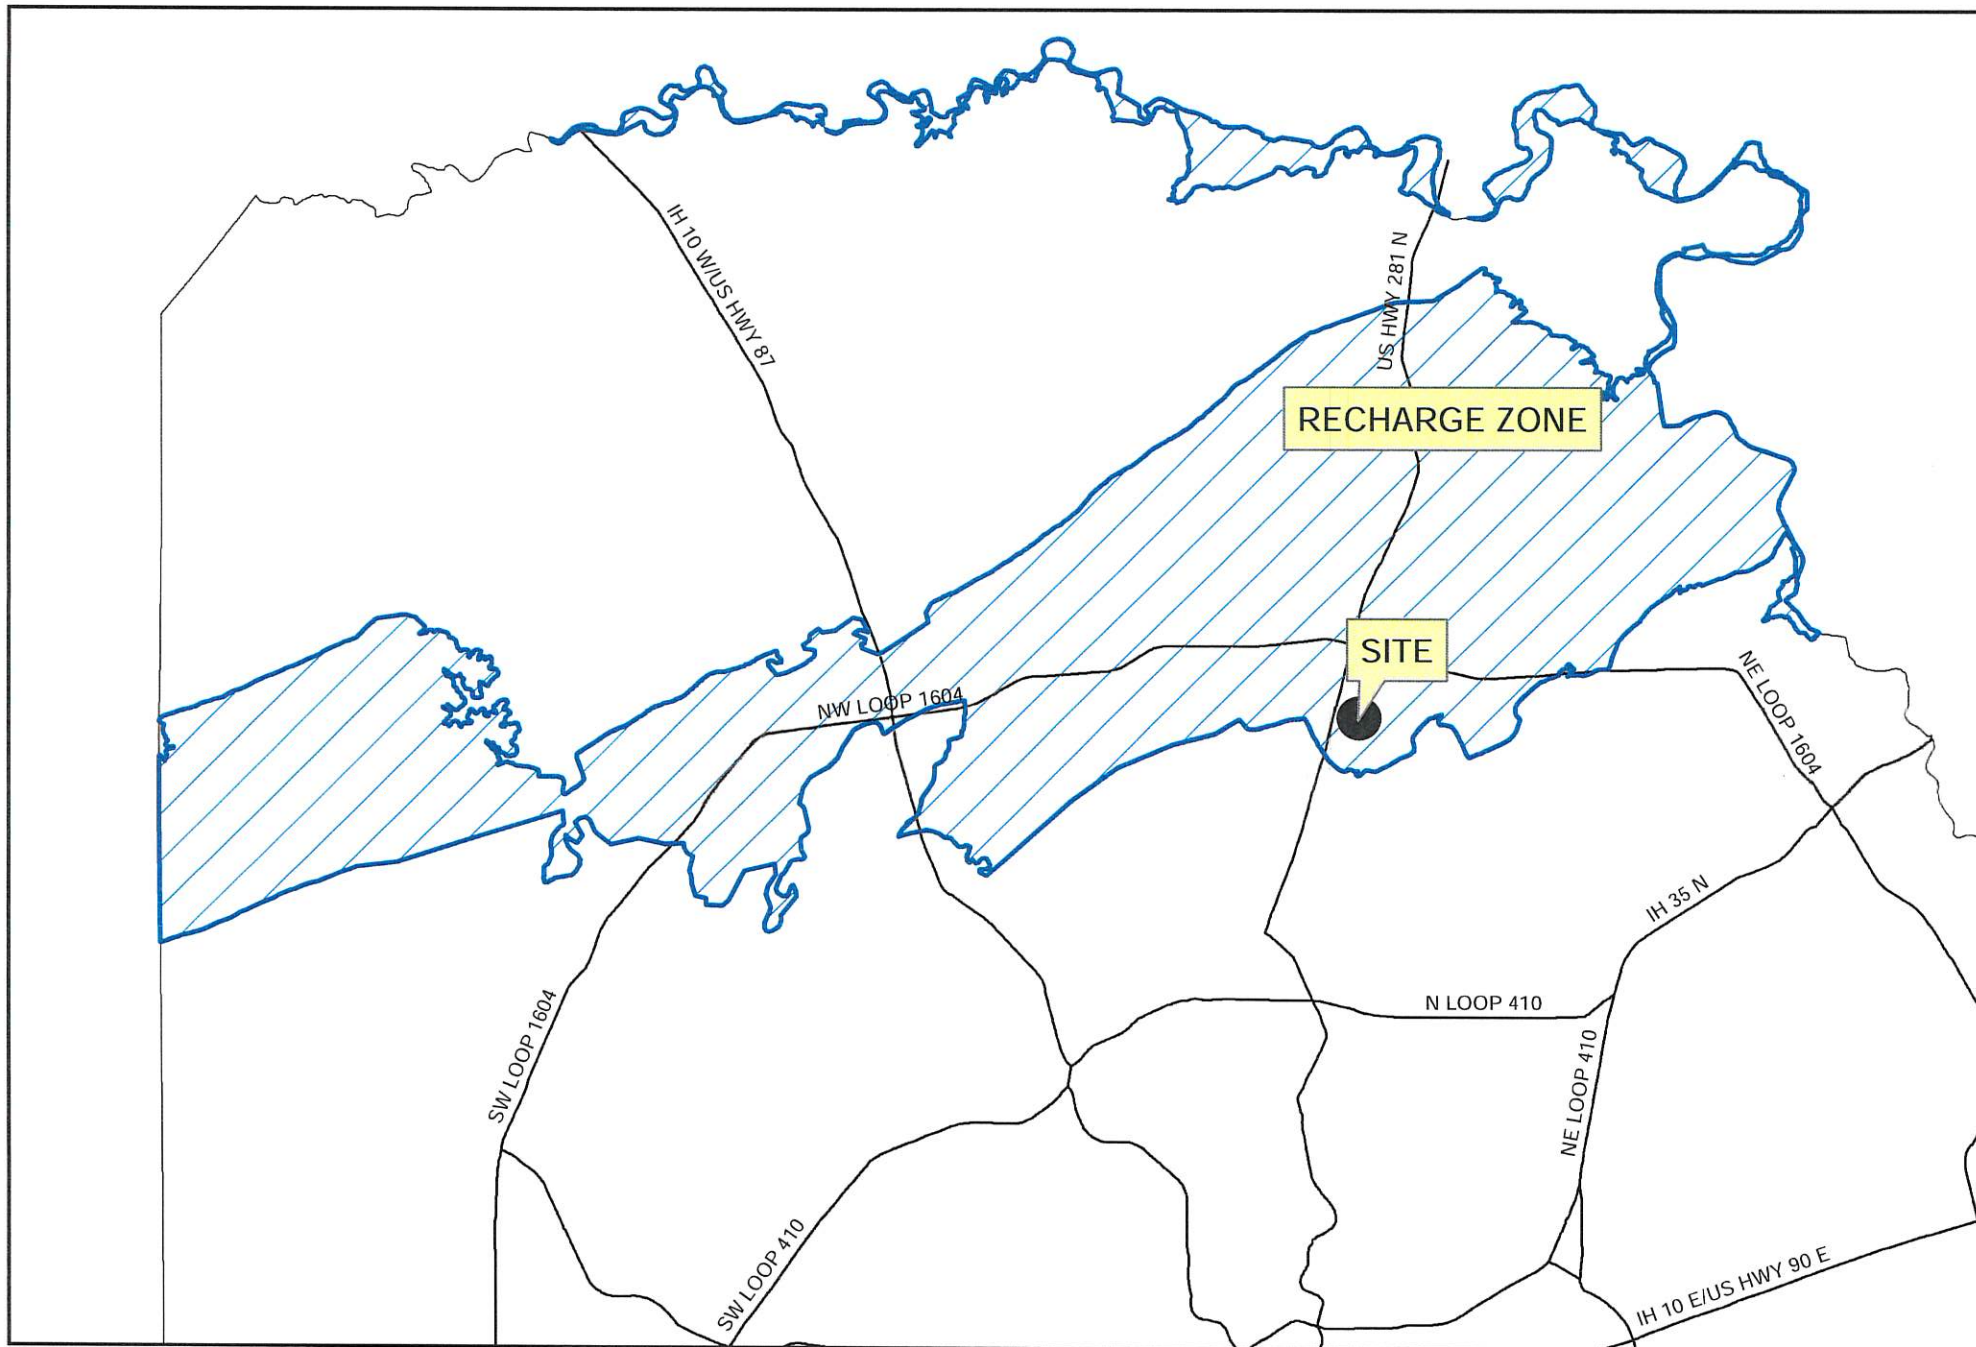 IH 10 W/US HWY 87
US HWY 281 N
RECHARGE ZONE
SITE
NW LOOP 1604
NE LOOP 1604
IH 35 N
N LOOP 410
SW LOOP 1604
NE LOOP 410
SW LOOP 410
IH 10 E/US HWY 90 E